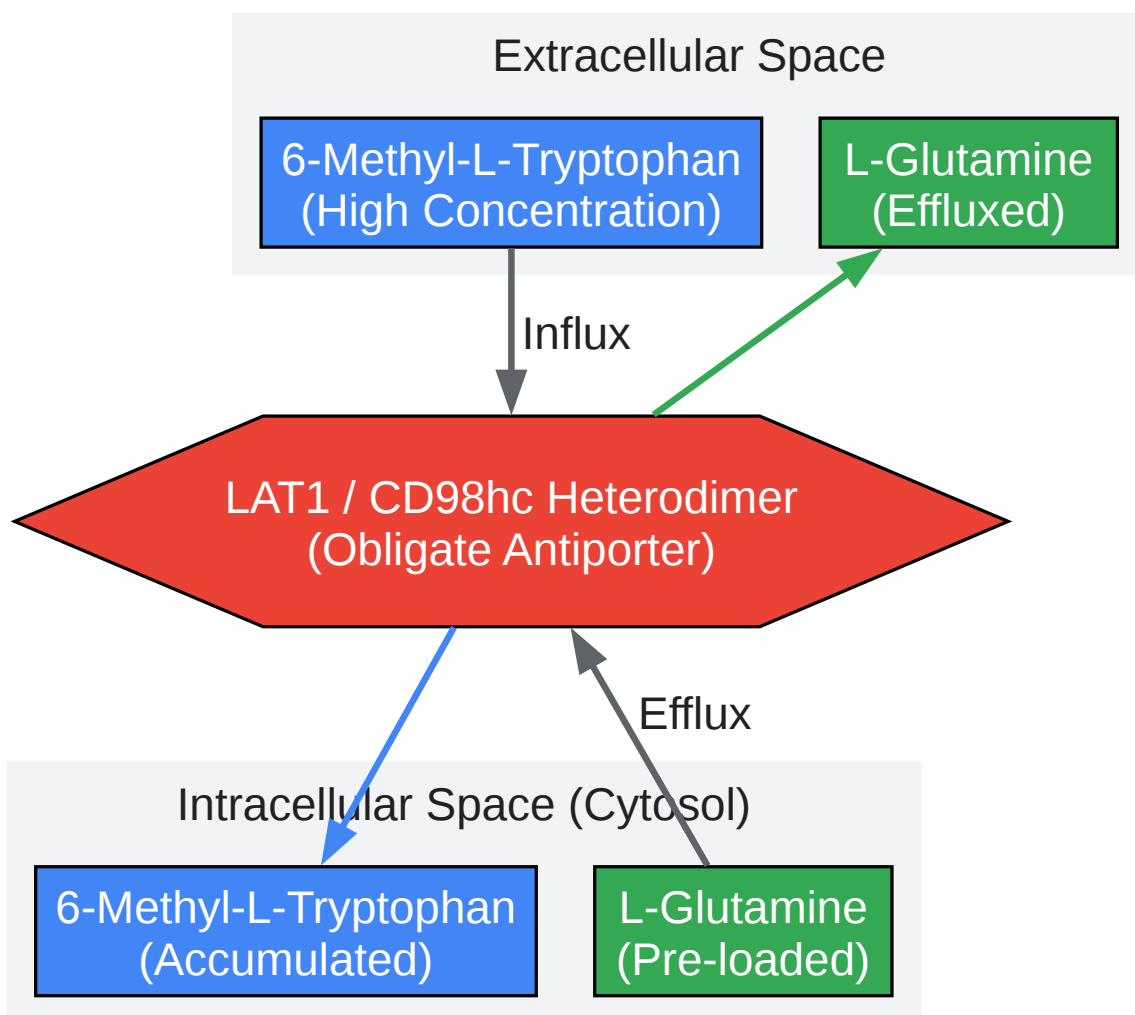 Extracellular Space
6-Methyl-L-Tryptophan
(High Concentration)
L-Glutamine
(Effluxed)
Influx
LAT1 / CD98hc Heterodimer
(Obligate Antiporter)
Efflux
Intracellular Space (Cytosol)
6-Methyl-L-Tryptophan
(Accumulated)
L-Glutamine
(Pre-loaded)